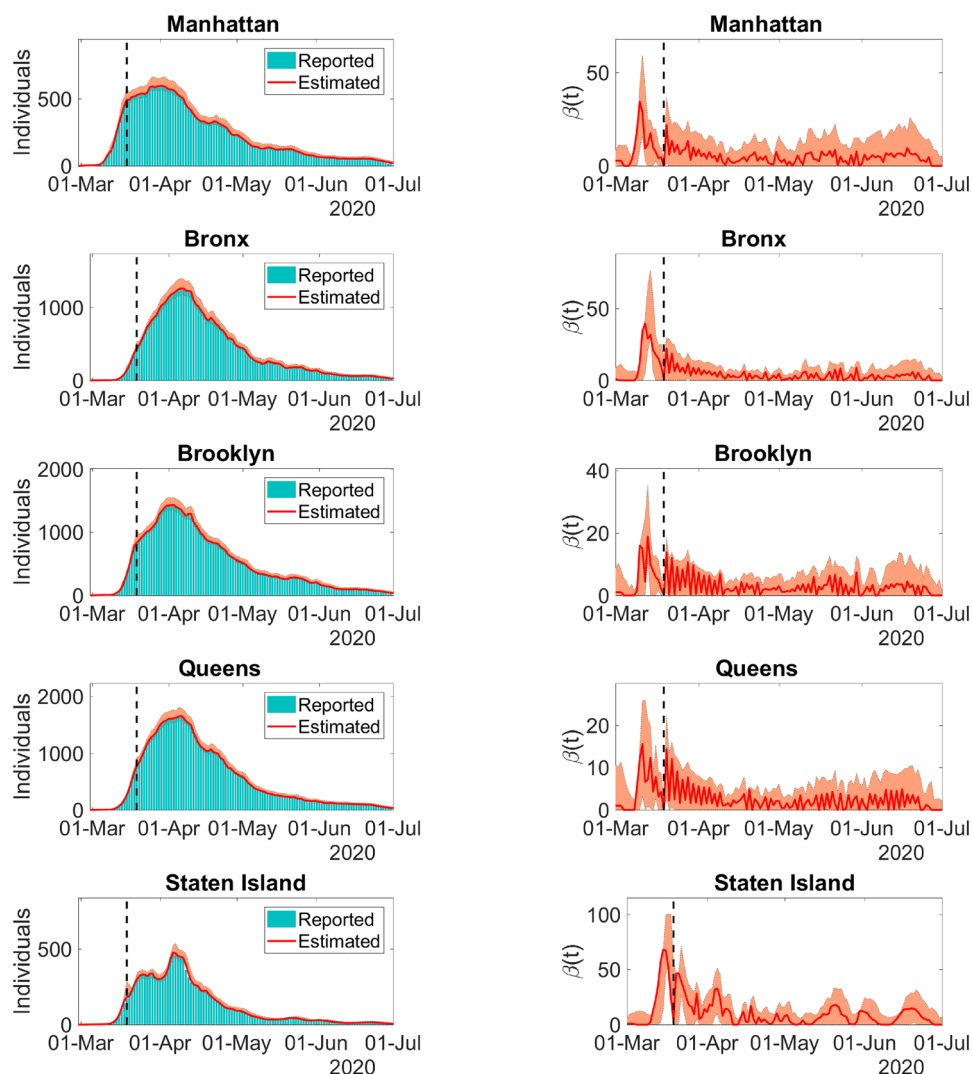 Manhattan
Individuals
500
0
Reported
Estimated
01-Mar 01-Apr 01-May 01-Jun 01-Jul
2020
Manhattan
β(t)
50
0
01-Mar 01-Apr 01-May 01-Jun 01-Jul
2020
Bronx
Individuals
1000
0
Reported
Estimated
01-Mar 01-Apr 01-May 01-Jun 01-Jul
2020
Bronx
β(t)
50
0
01-Mar 01-Apr 01-May 01-Jun 01-Jul
2020
Brooklyn
Individuals
2000
1000
0
Reported
Estimated
01-Mar 01-Apr 01-May 01-Jun 01-Jul
2020
Brooklyn
β(t)
40
20
0
01-Mar 01-Apr 01-May 01-Jun 01-Jul
2020
Queens
Individuals
2000
1000
0
Reported
Estimated
01-Mar 01-Apr 01-May 01-Jun 01-Jul
2020
Queens
β(t)
20
10
0
01-Mar 01-Apr 01-May 01-Jun 01-Jul
2020
Staten Island
Individuals
500
0
Reported
Estimated
01-Mar 01-Apr 01-May 01-Jun 01-Jul
2020
Staten Island
β(t)
100
50
0
01-Mar 01-Apr 01-May 01-Jun 01-Jul
2020